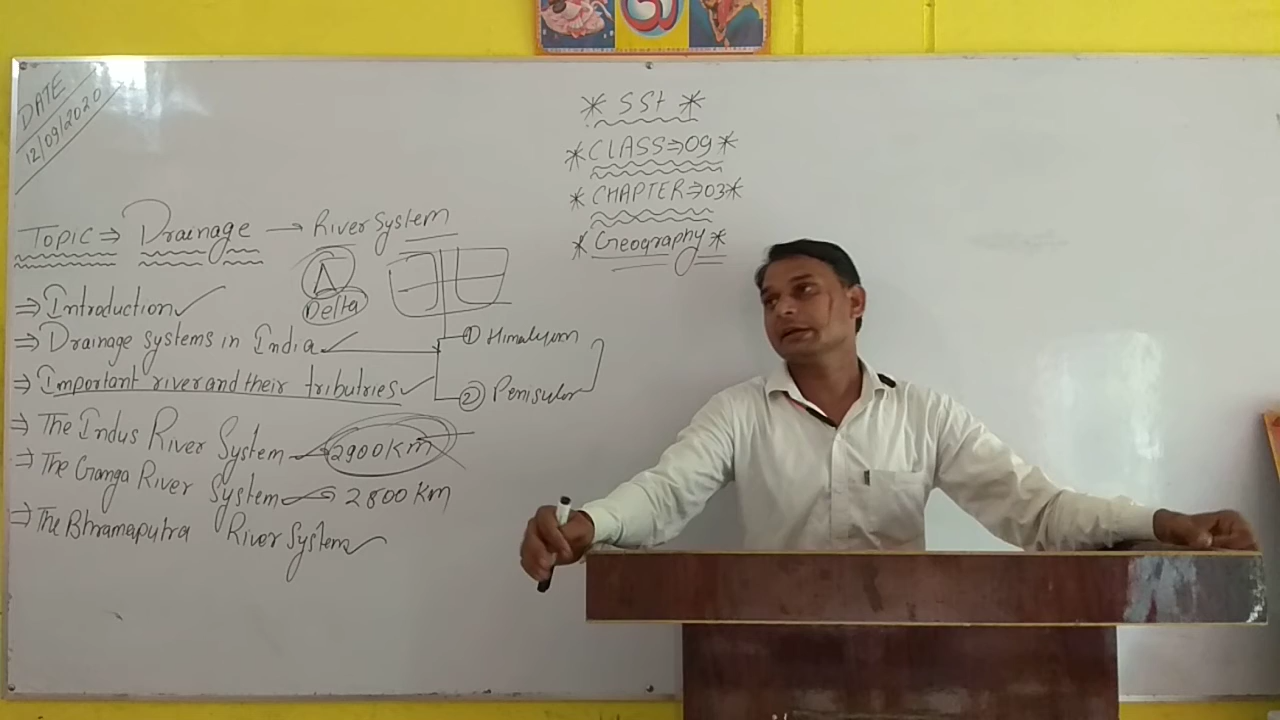 DATE
12/09/2020
* SSt *
* CLASS⇒09 *
* CHAPTER⇒03 *
* Geography *
TOPIC ⇒ Drainage → River System
Delta
⇒ Introduction ✓
⇒ Drainage systems in India ✓
① Himalyan
⇒ Important river and their tributries ✓
② Penisular
⇒ The Indus River System → 2900 Km
⇒ The Ganga River System → 2800 Km
⇒ The Bhramaputra River System ✓
ॐ